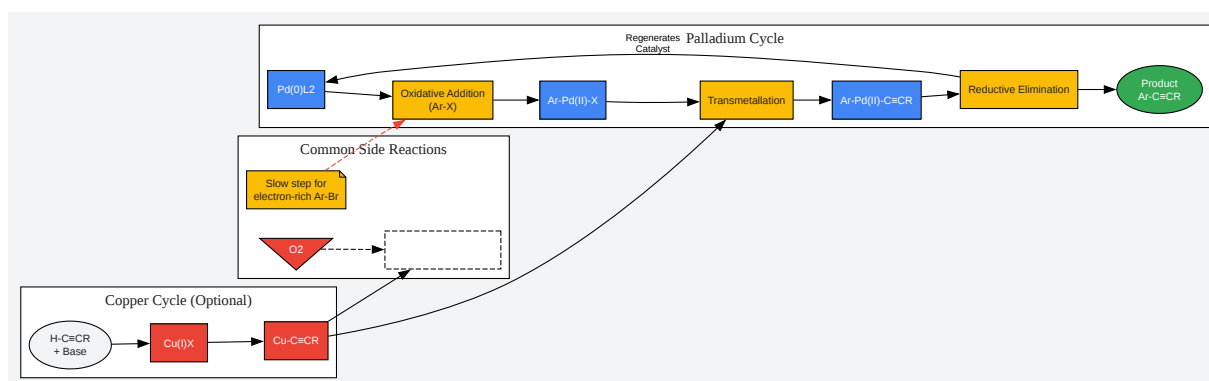 Palladium Cycle
Regenerates
Catalyst
Pd(0)L2
Oxidative Addition
(Ar-X)
Ar-Pd(II)-X
Transmetallation
Ar-Pd(II)-C≡CR
Reductive Elimination
Product
Ar-C≡CR
Common Side Reactions
Slow step for
electron-rich Ar-Br
O2
Copper Cycle (Optional)
H-C≡CR
+ Base
Cu(I)X
Cu-C≡CR